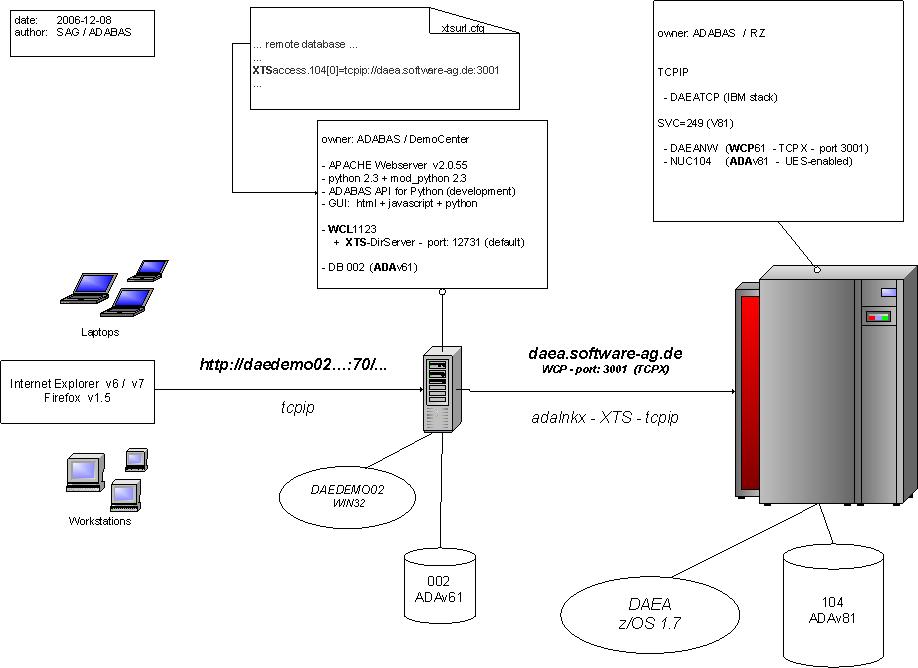 date: 2006-12-08
author: SAG / ADABAS
xtsurl.cfg
... remote database ...
...
XTSaccess.104[0]=tcpip://daea.software-ag.de:3001
...
owner: ADABAS / DemoCenter
- APACHE Webserver v2.0.55
- python 2.3 + mod_python 2.3
- ADABAS API for Python (development)
- GUI: html + javascript + python
- WCL1123
+ XTS-DirServer - port: 12731 (default)
- DB 002 (ADAv61)
owner: ADABAS / RZ
TCPIP
- DAEATCP (IBM stack)
SVC=249 (V81)
- DAEANW (WCP61 - TCPX - port 3001)
- NUC104 (ADAv81 - UES-enabled)
Laptops
Internet Explorer v6 / v7
Firefox v1.5
Workstations
http://daedemo02...:70/...
tcpip
daea.software-ag.de
WCP - port: 3001 (TCPX)
adalnkx - XTS - tcpip
DAEDEMO02
WIN32
002
ADAv61
DAEA
z/OS 1.7
104
ADAv81